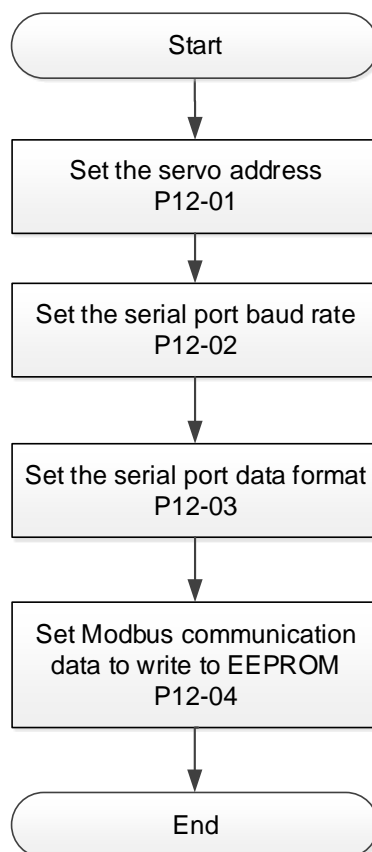 Start
Set the servo address
P12-01
Set the serial port baud rate
P12-02
Set the serial port data format
P12-03
Set Modbus communication
data to write to EEPROM
P12-04
End